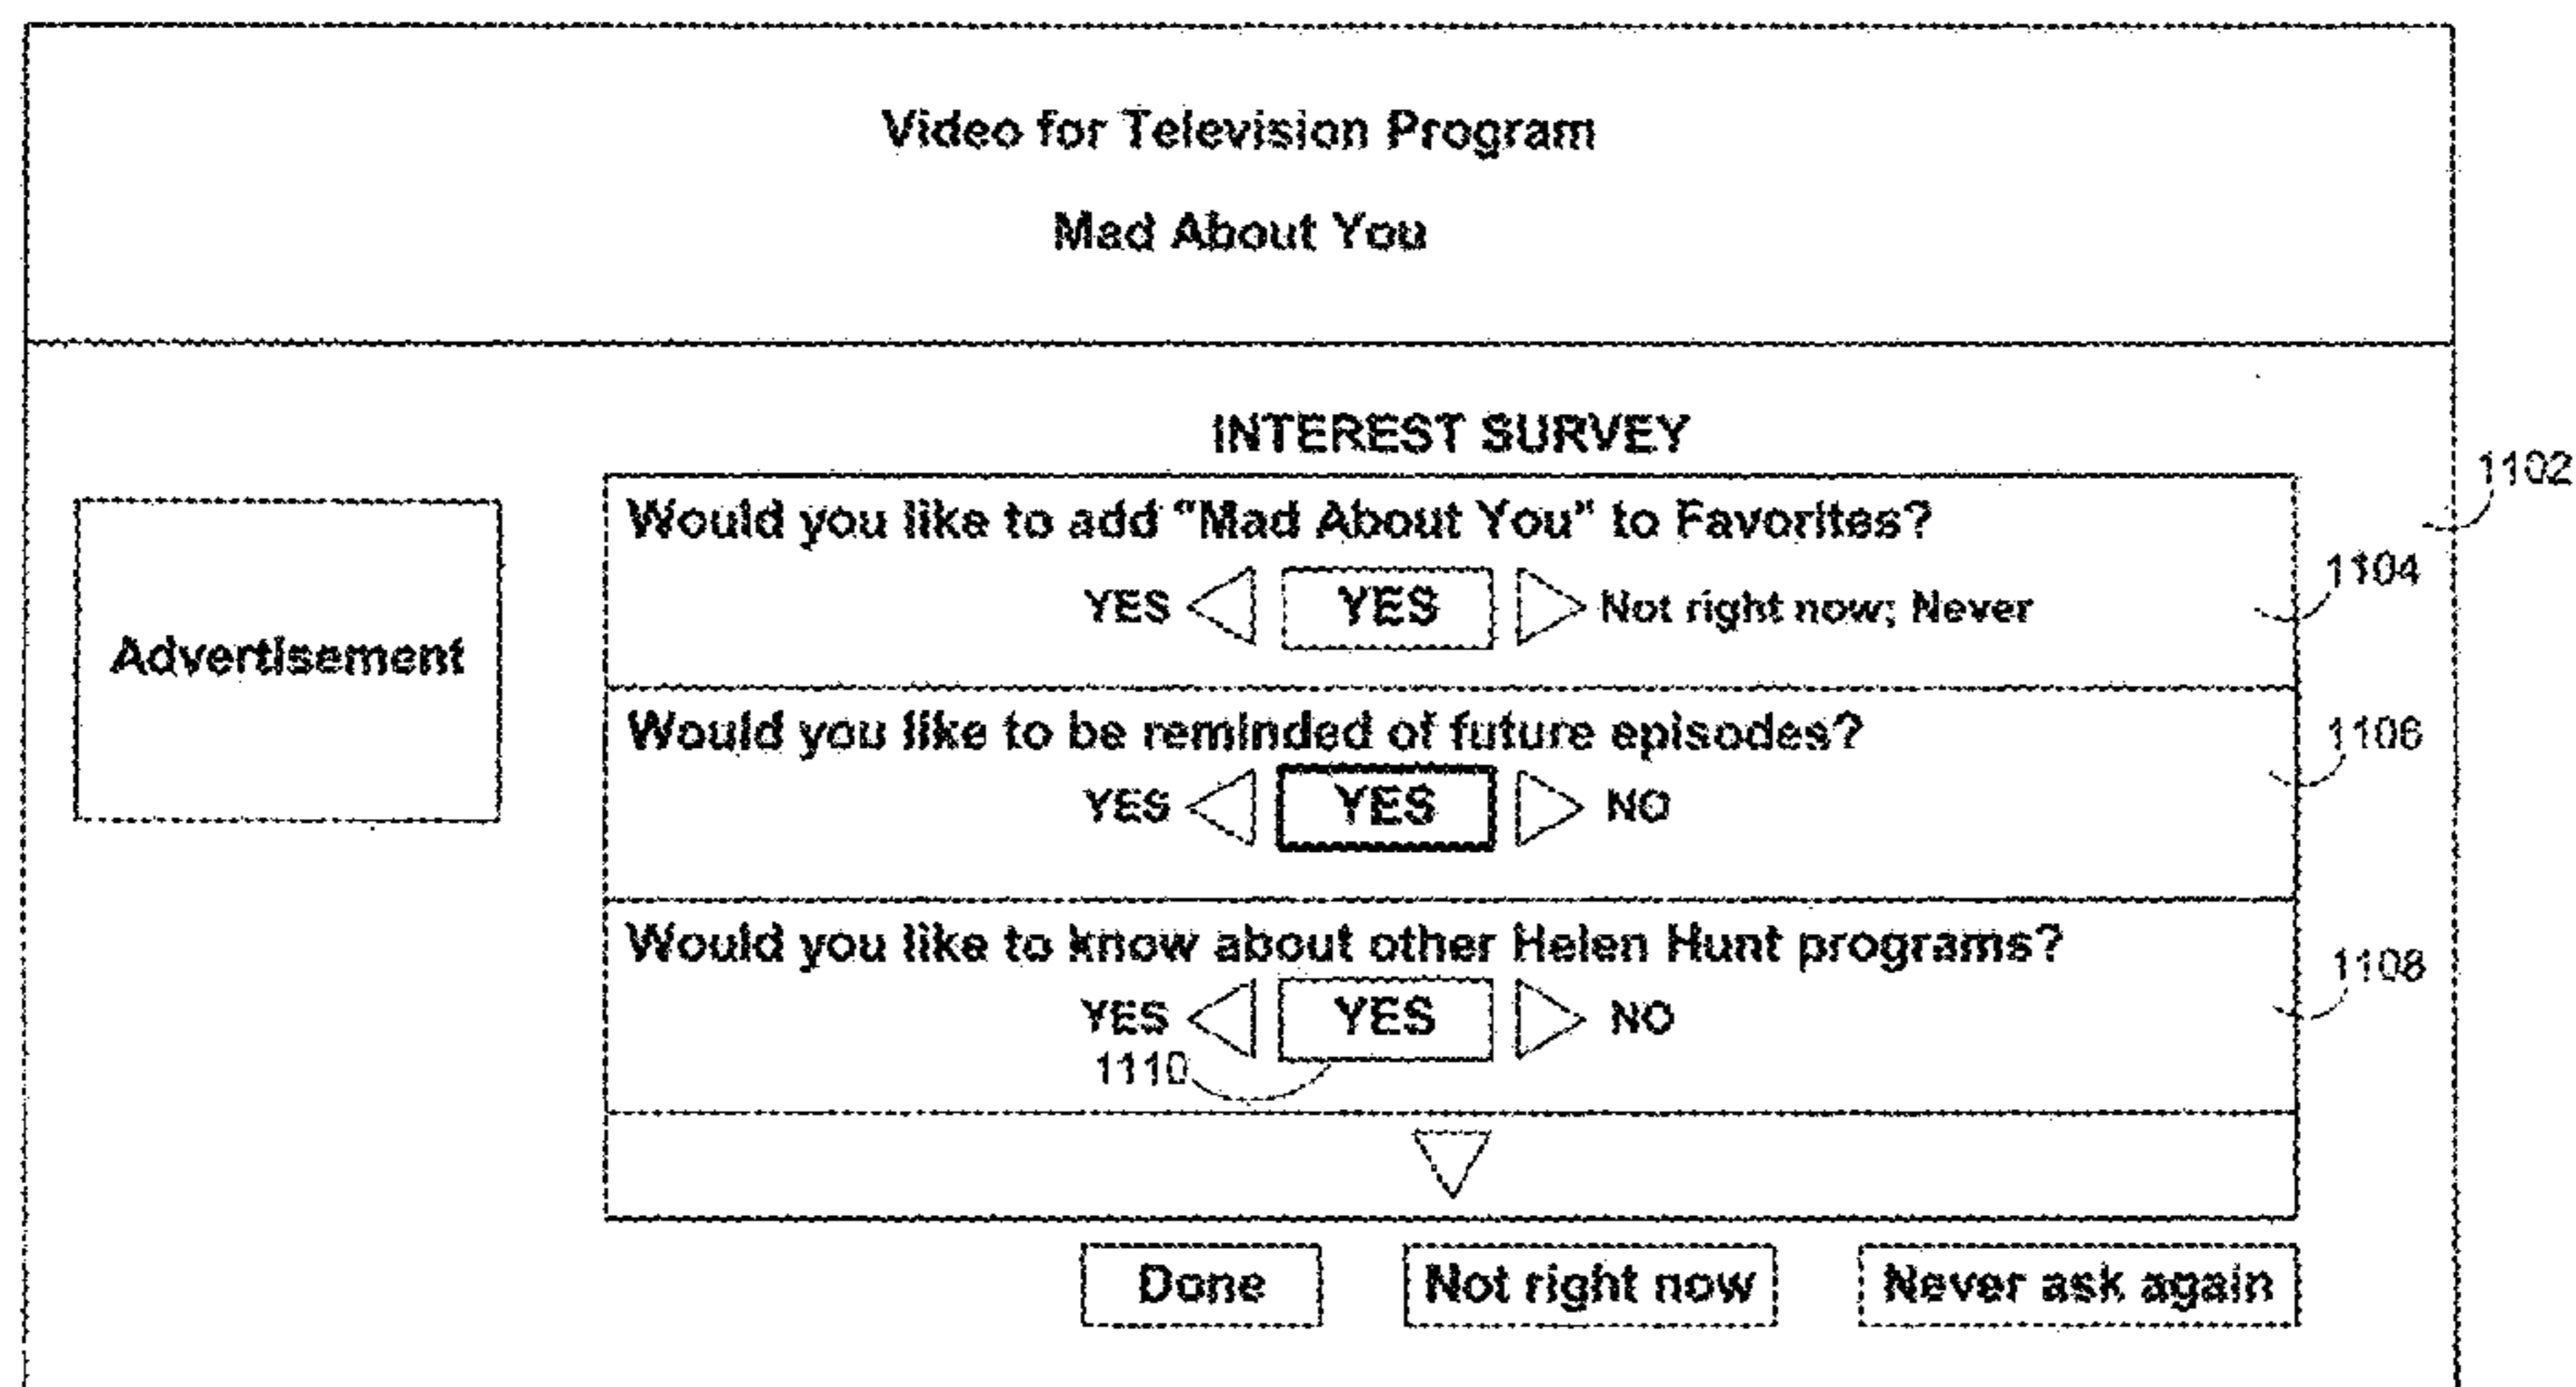 Video for Television Program
Mad About You
INTEREST SURVEY
1102
Advertisement
Would you like to add "Mad About You" to Favorites?
1104
YES YES Not right now; Never
Would you like to be reminded of future episodes?
1106
YES YES NO
Would you like to know about other Helen Hunt programs?
1108
YES YES NO
1110
Done Not right now Never ask again